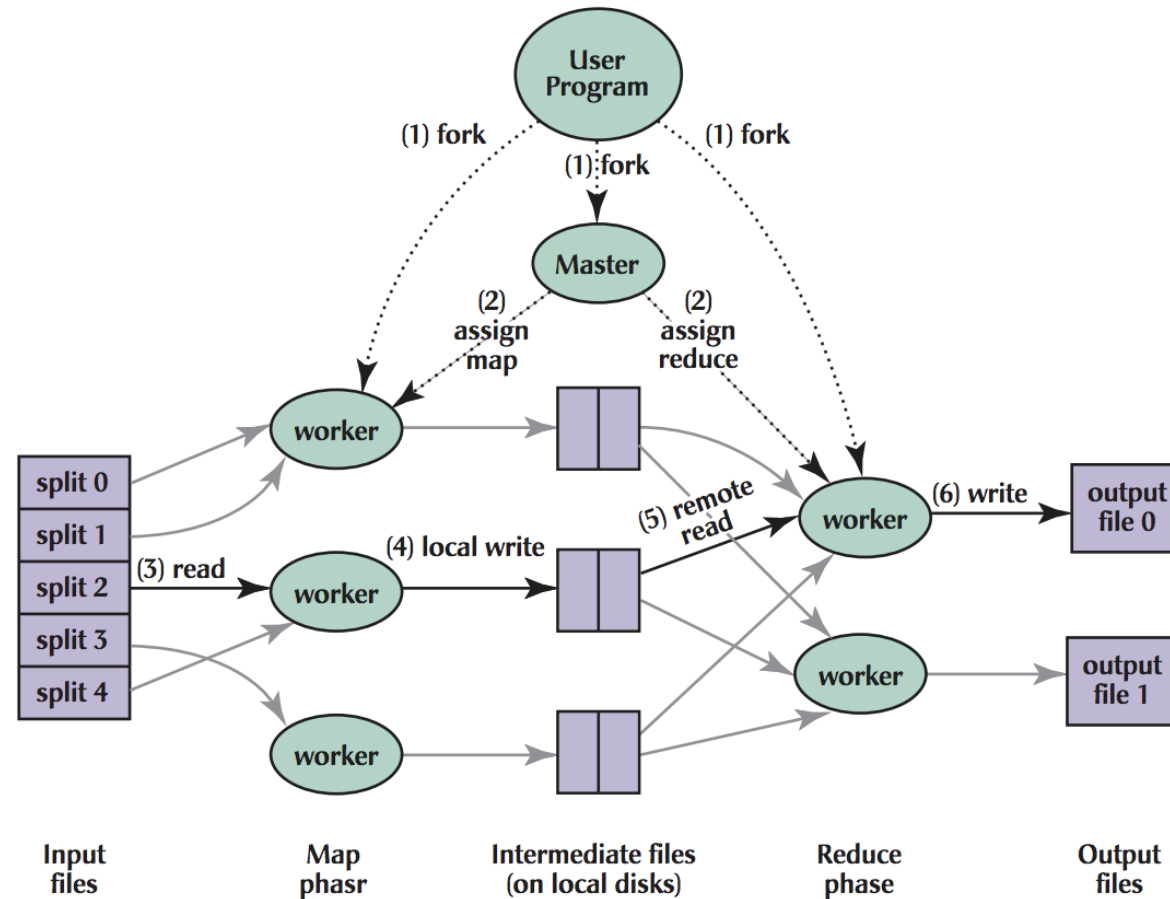 User
Program
(1) fork
(1) fork
(1) fork
Master
(2)
assign
map
(2)
assign
reduce
split 0
split 1
split 2
split 3
split 4
(3) read
worker
worker
worker
(4) local write
(5) remote
read
worker
worker
(6) write
output
file 0
output
file 1
Input
files
Map
phasr
Intermediate files
(on local disks)
Reduce
phase
Output
files